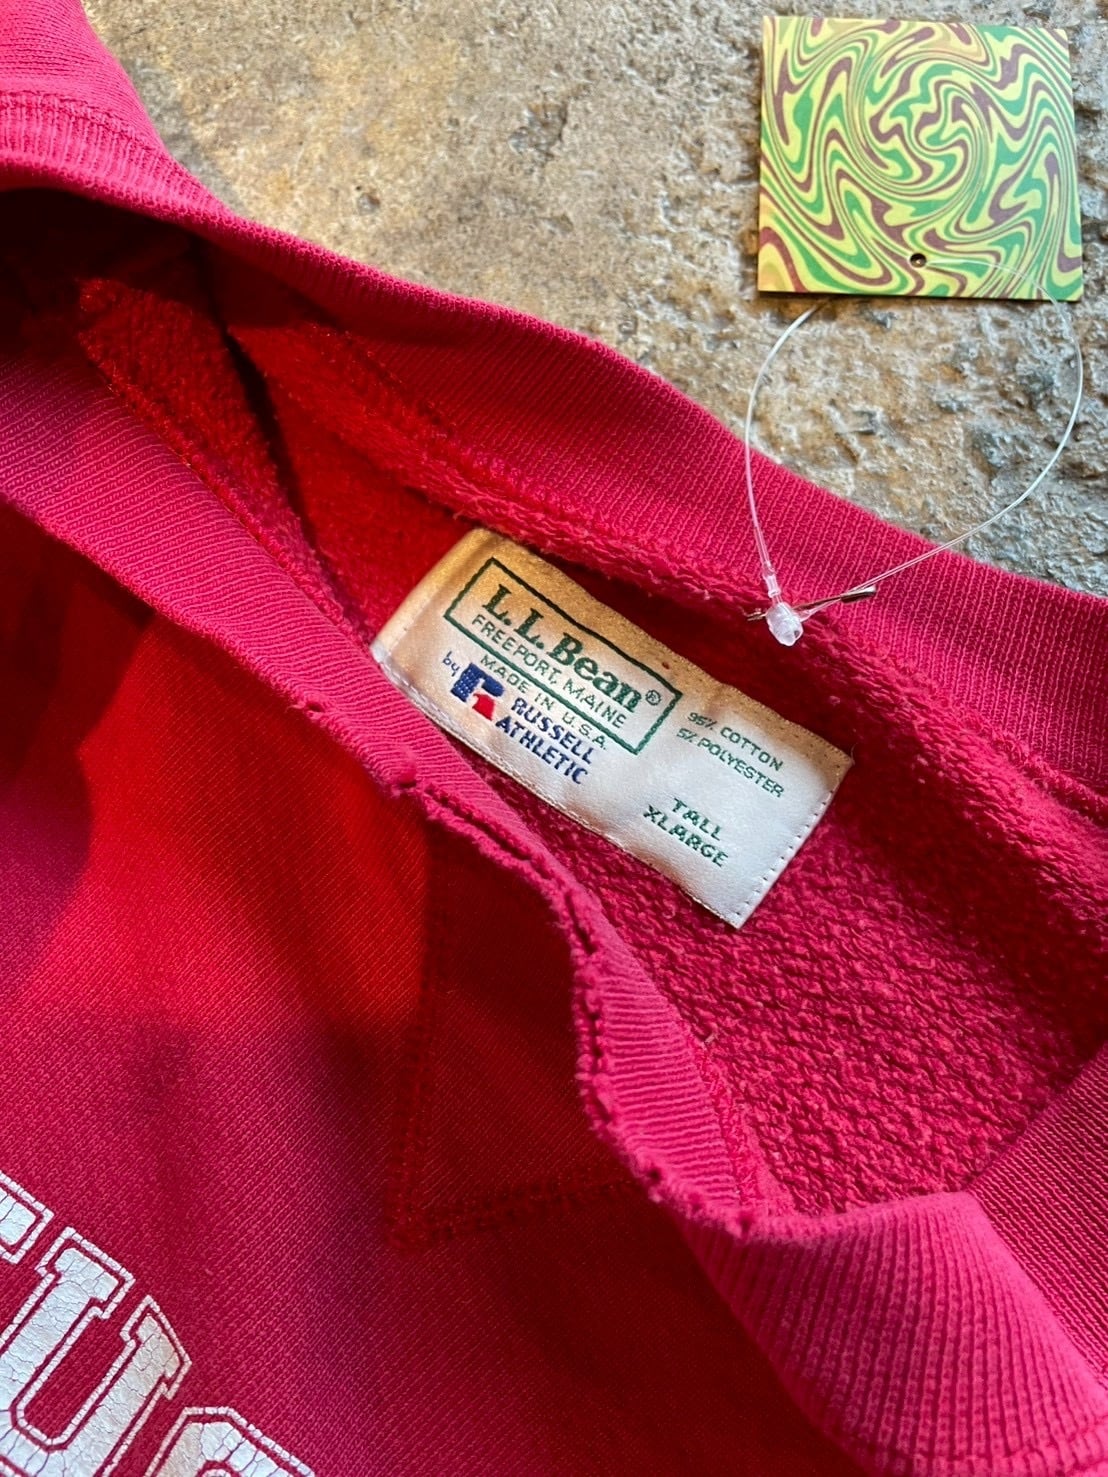 L.L.Bean®
FREEPORT, MAINE
MADE IN U.S.A.
by RUSSELL
ATHLETIC
95% COTTON
5% POLYESTER
TALL
XLARGE